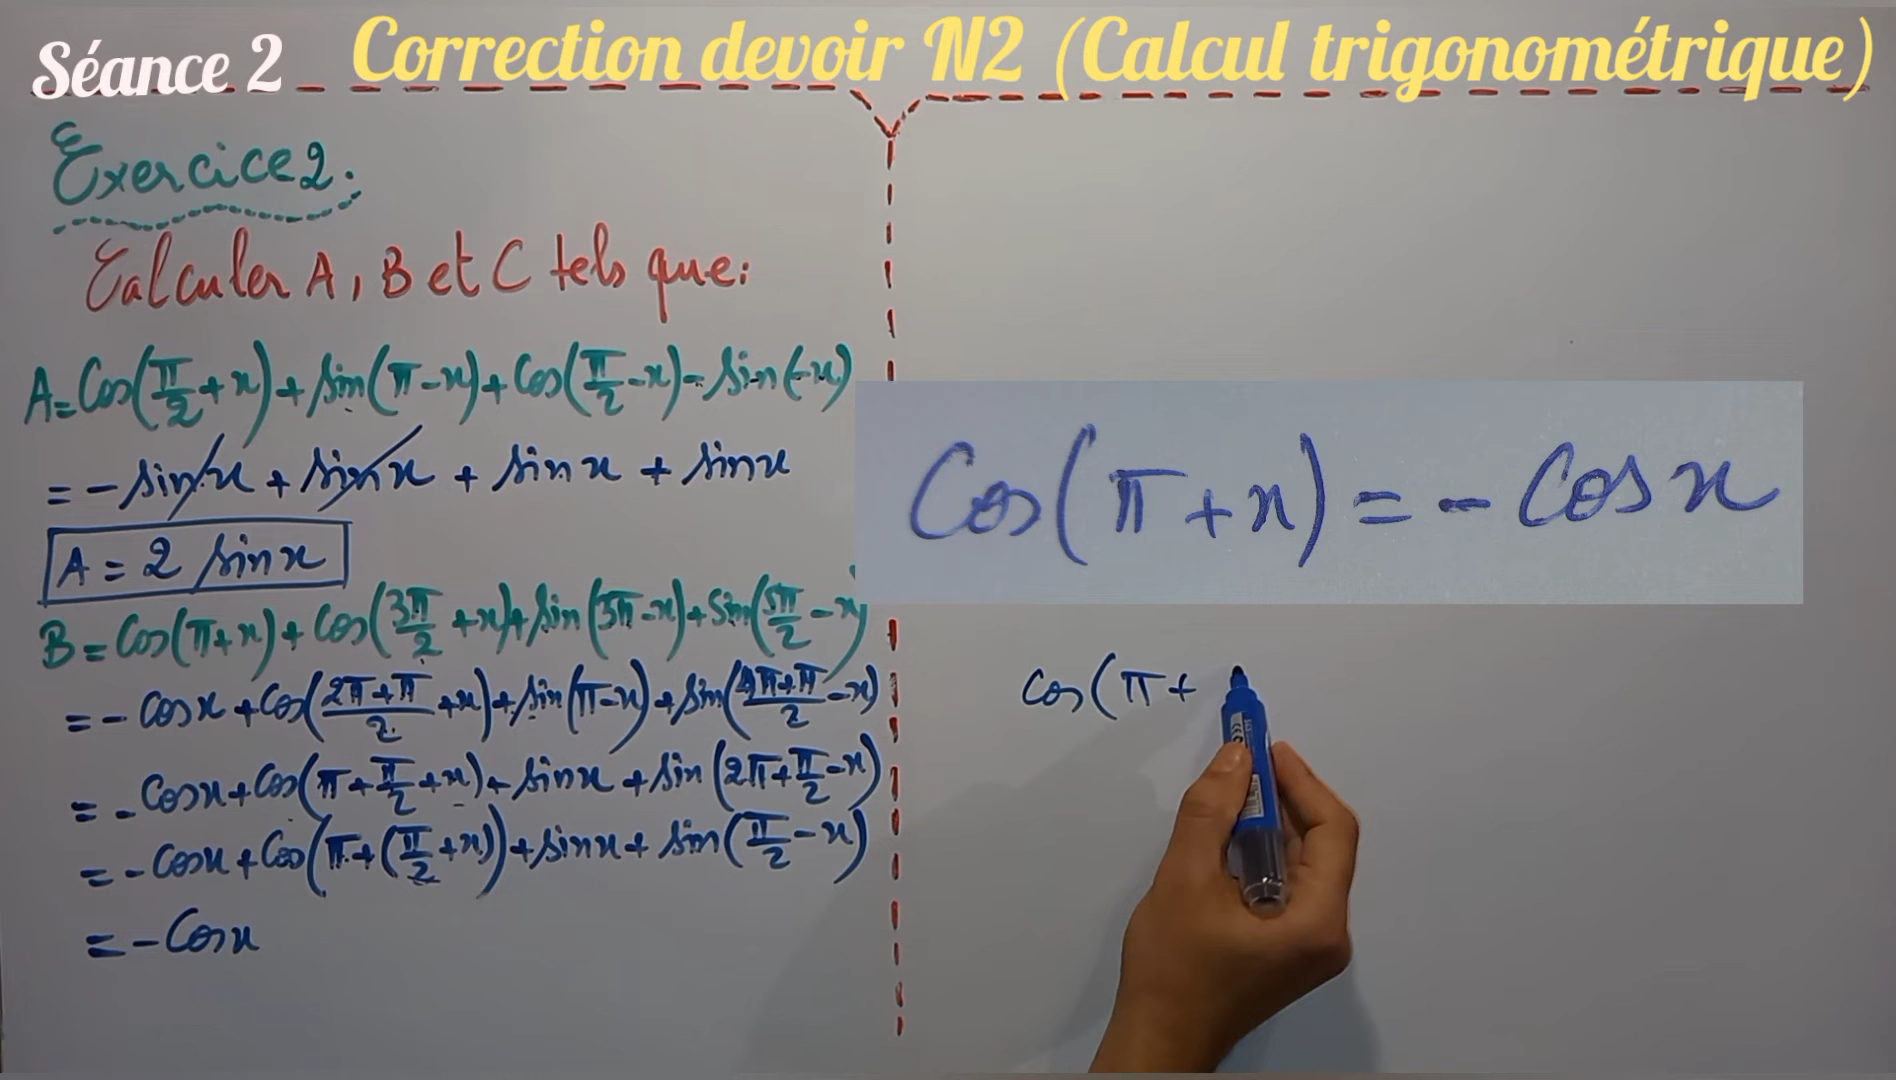 Séance 2
Correction devoir N2 (Calcul trigonométrique)
Exercice 2.
Calculer A, B et C tels que:
A = Cos(π/2 + x) + sin(π - x) + Cos(π/2 - x) - sin(-x)
= - sin x + sin x + sin x + sin x
A = 2 sin x
B = Cos(π + x) + Cos(3π/2 + x) + sin(5π - x) + sin(5π/2 - x)
= - Cos x + Cos((2π + π)/2 + x) + sin(π - x) + sin((4π + π)/2 - x)
= - Cos x + Cos(π + π/2 + x) + sin x + sin(2π + π/2 - x)
= - Cos x + Cos(π + (π/2 + x)) + sin x + sin(π/2 - x)
= - Cos x
Cos(π + x) = - Cos x
cos(π +